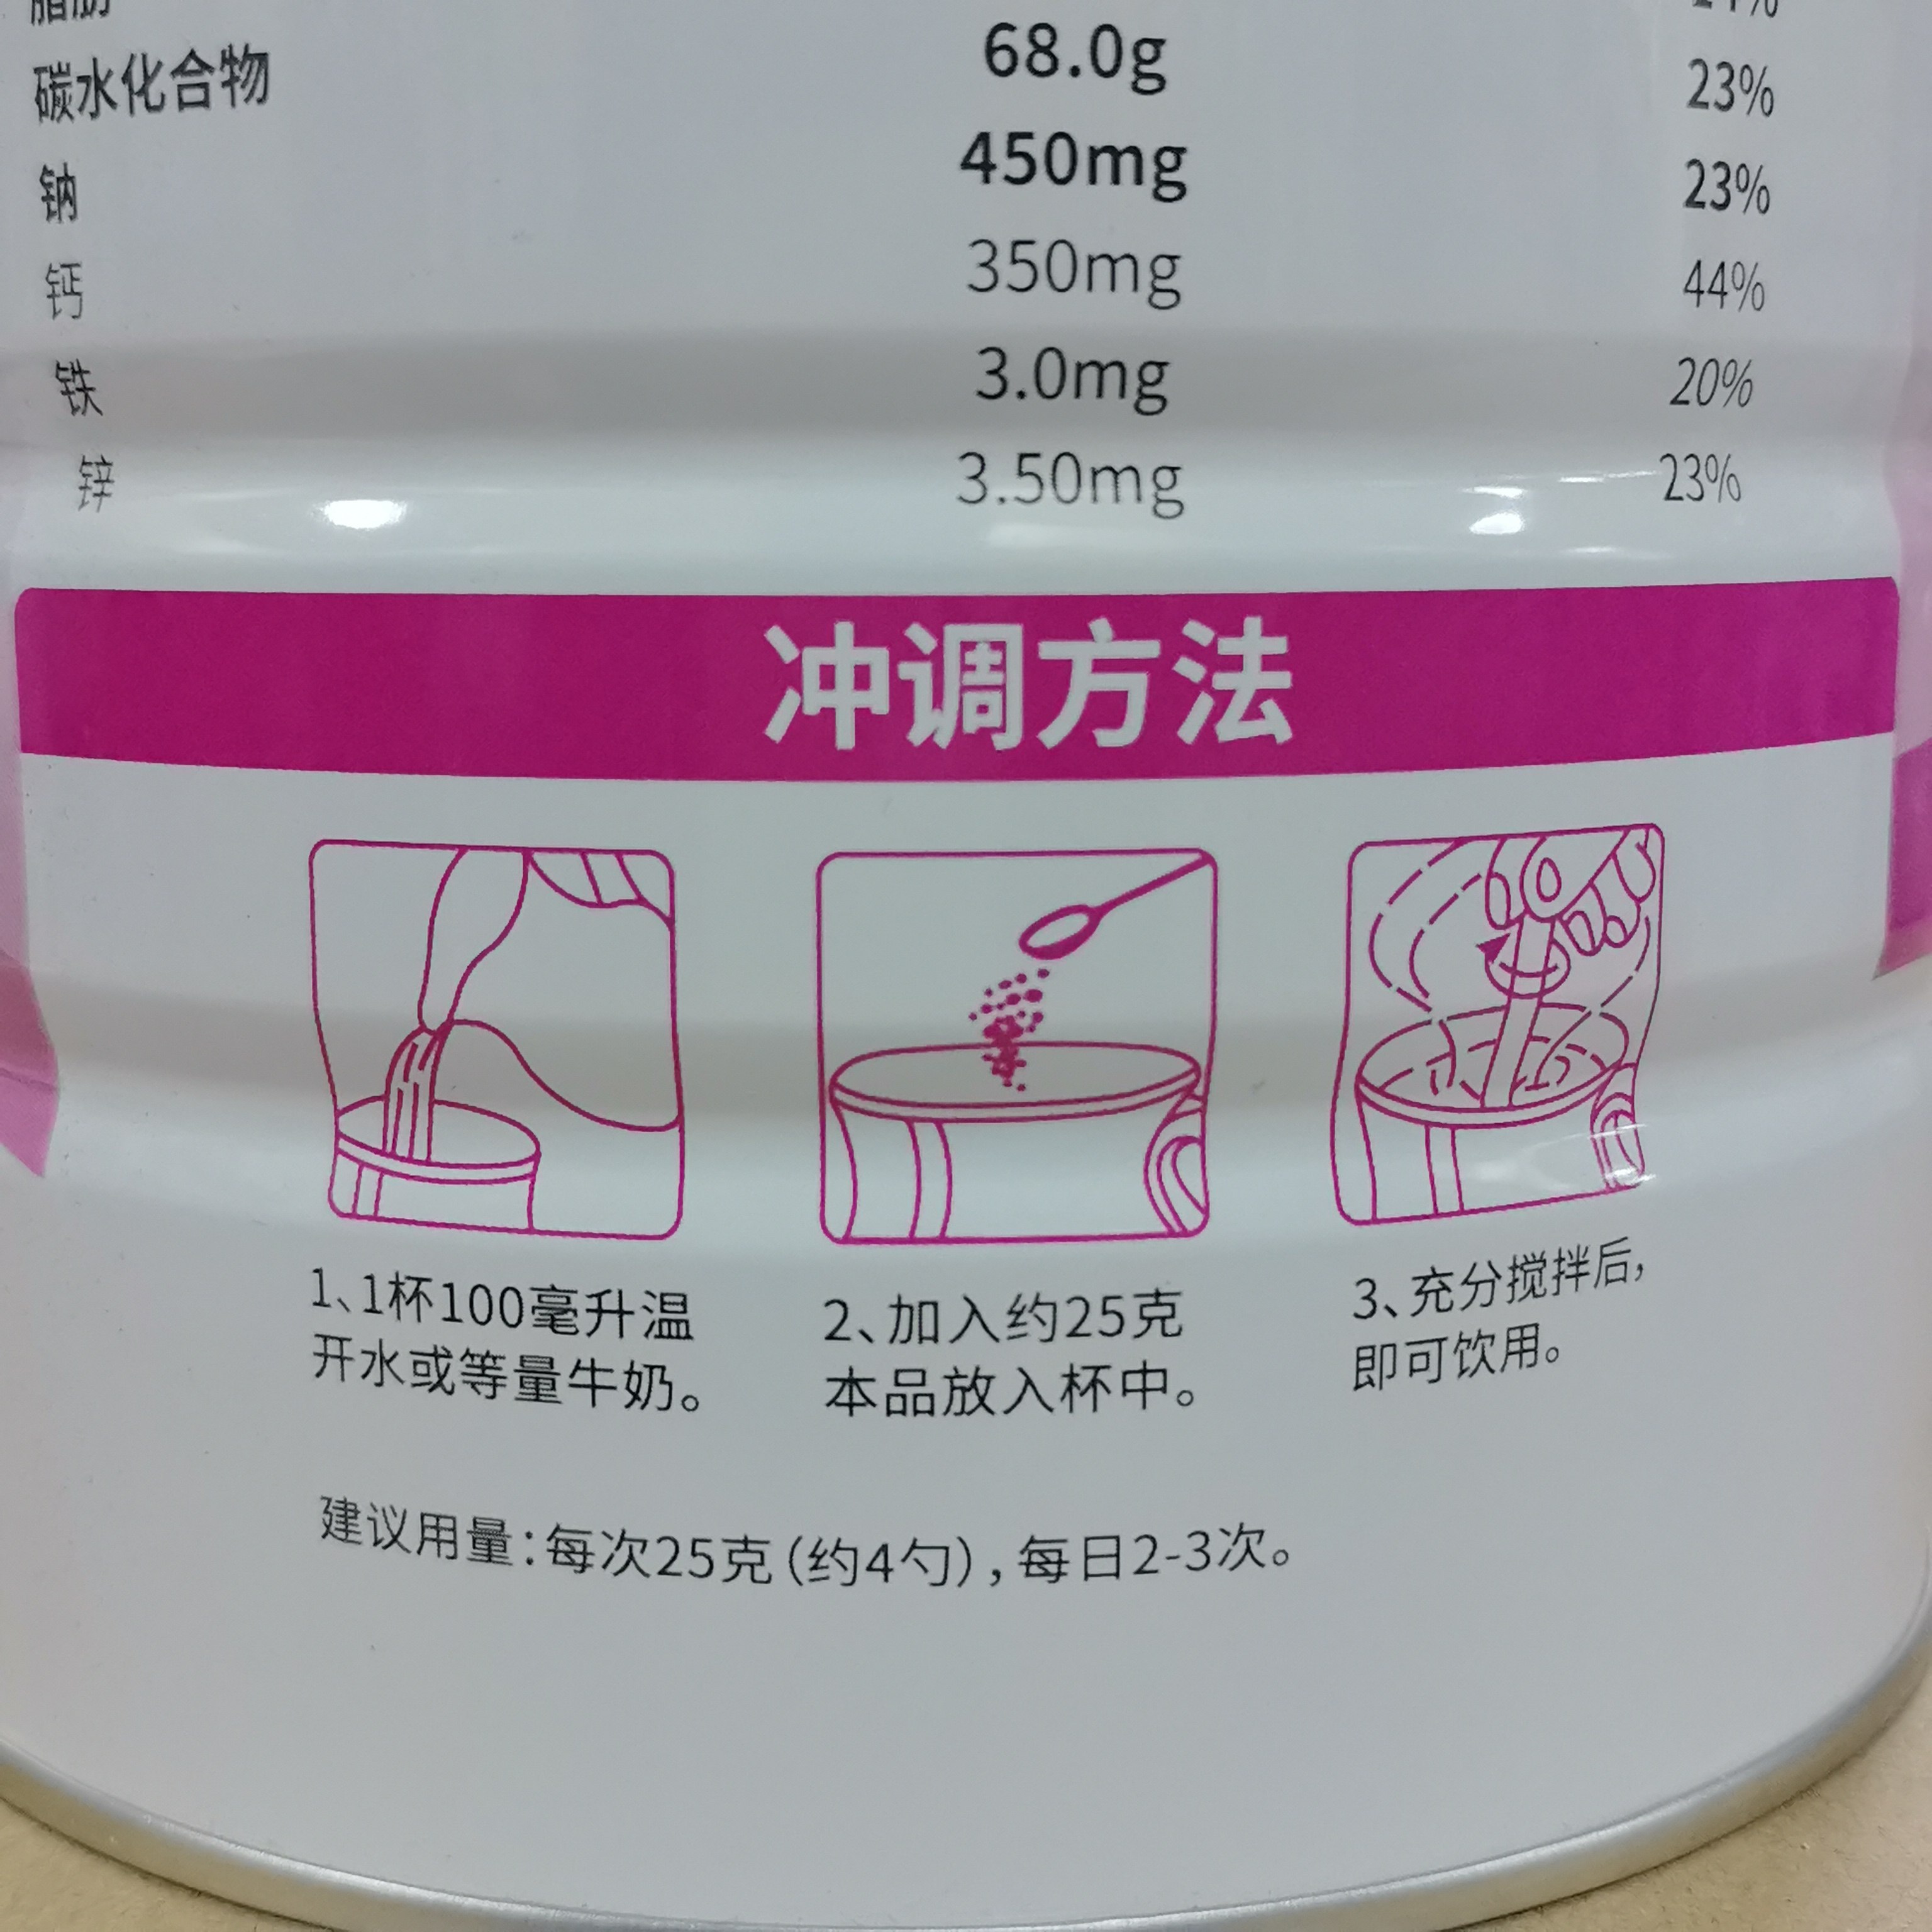 碳水化合物 68.0g 23%
钠 450mg 23%
钙 350mg 44%
铁 3.0mg 20%
锌 3.50mg 23%
冲调方法
1、1杯100毫升温
开水或等量牛奶。
2、加入约25克
本品放入杯中。
3、充分搅拌后,
即可饮用。
建议用量:每次25克(约4勺),每日2-3次。